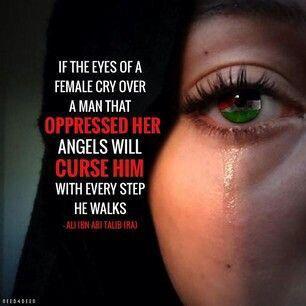 IF THE EYES OF A
FEMALE CRY OVER
A MAN THAT
OPPRESSED HER
ANGELS WILL
CURSE HIM
WITH EVERY STEP
HE WALKS
-ALI IBN ABI TALIB (RA)
DEED4DEED